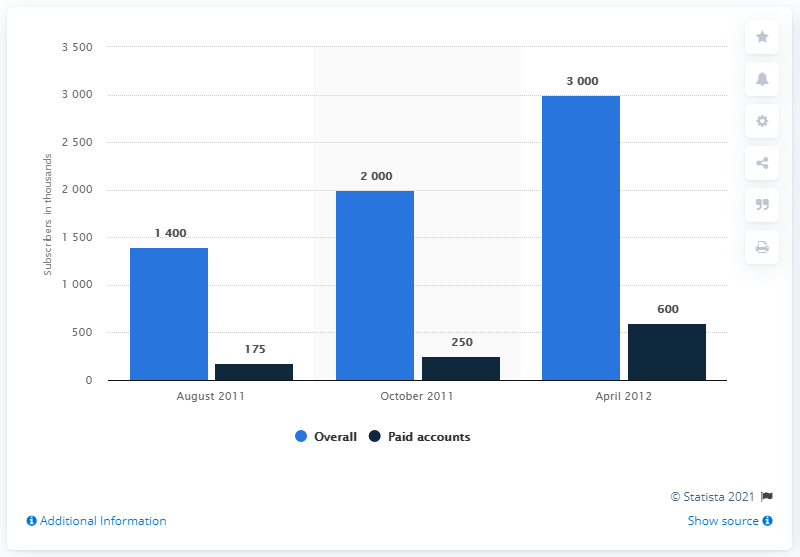 Subscribers in thousands
3 500
3 000
2 500
2 000
1 500
1 000
500
0
1 400
175
2 000
250
3 000
600
August 2011
October 2011
April 2012
Overall
Paid accounts
© Statista 2021
Additional Information
Show source